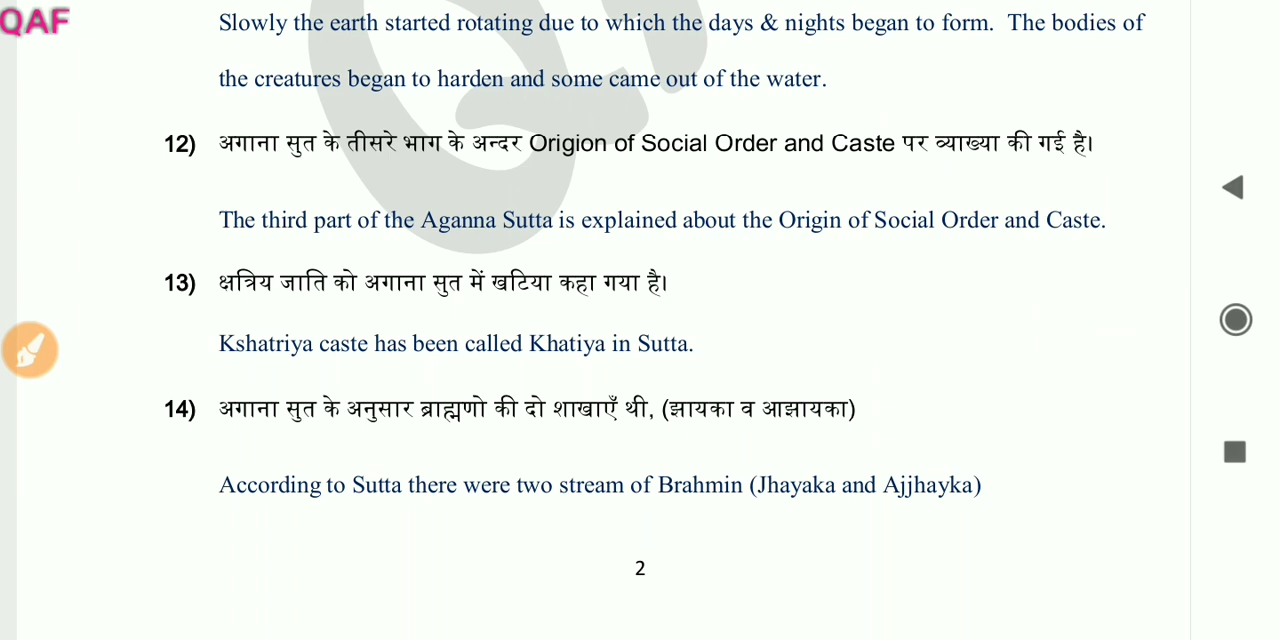 QAF
Slowly the earth started rotating due to which the days & nights began to form. The bodies of
the creatures began to harden and some came out of the water.
12) अगाना सुत के तीसरे भाग के अन्दर Origion of Social Order and Caste पर व्याख्या की गई है।
The third part of the Aganna Sutta is explained about the Origin of Social Order and Caste.
13) क्षत्रिय जाति को अगाना सुत में खटिया कहा गया है।
Kshatriya caste has been called Khatiya in Sutta.
14) अगाना सुत के अनुसार ब्राह्मणो की दो शाखाएँ थी, (झायका व आझायका)
According to Sutta there were two stream of Brahmin (Jhayaka and Ajjhayka)
2